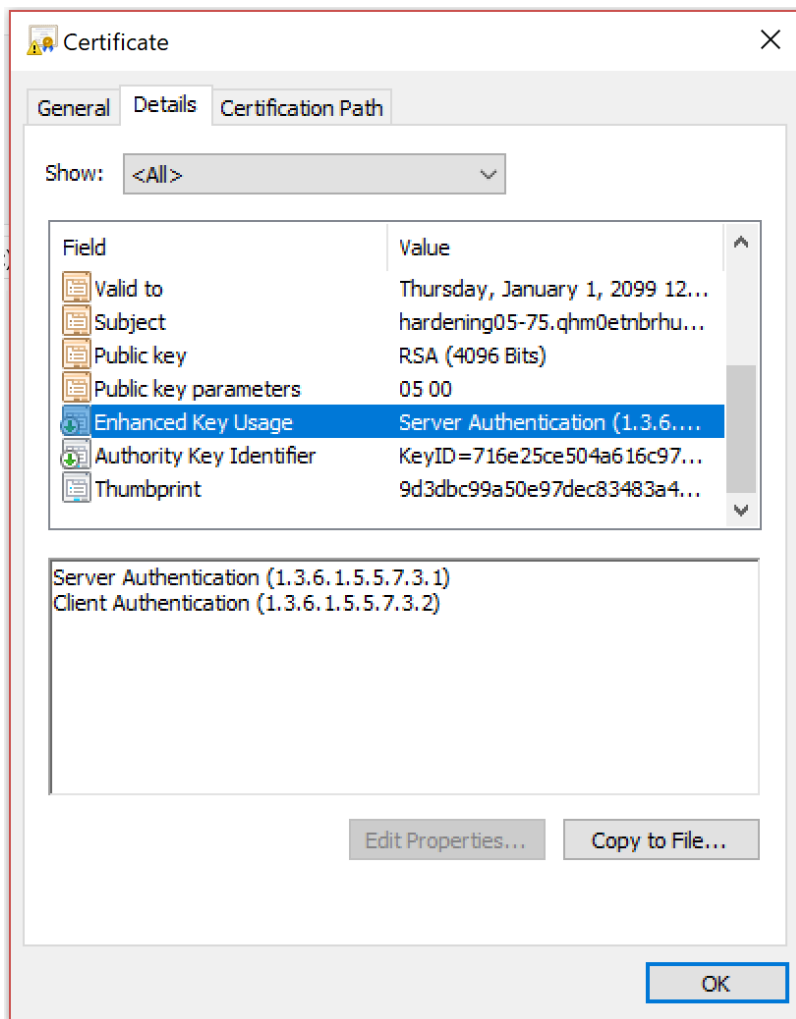 Certificate
General Details Certification Path
Show: <All>
Field Value
Valid to Thursday, January 1, 2099 12...
Subject hardening05-75.qhm0etnbrhu...
Public key RSA (4096 Bits)
Public key parameters 05 00
Enhanced Key Usage Server Authentication (1.3.6....
Authority Key Identifier KeyID=716e25ce504a616c97...
Thumbprint 9d3dbc99a50e97dec83483a4...
Server Authentication (1.3.6.1.5.5.7.3.1)
Client Authentication (1.3.6.1.5.5.7.3.2)
Edit Properties... Copy to File...
OK